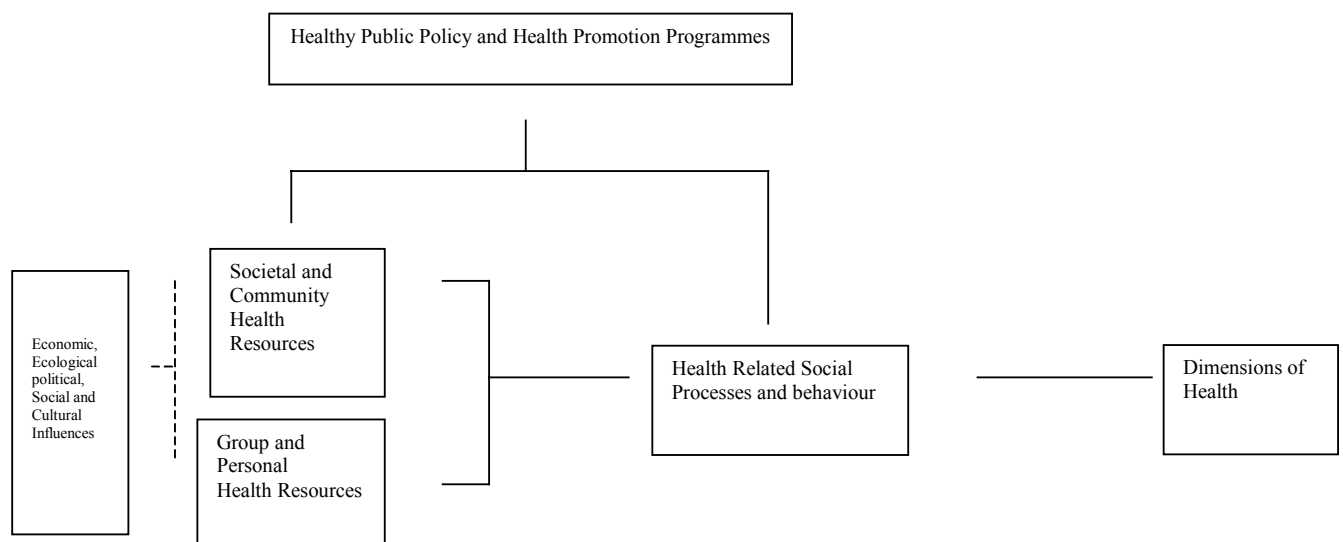 Healthy Public Policy and Health Promotion Programmes
Societal and
Community
Health
Resources
Economic,
Ecological
political,
Social and
Cultural
Influences
Group and
Personal
Health Resources
Health Related Social
Processes and behaviour
Dimensions of
Health